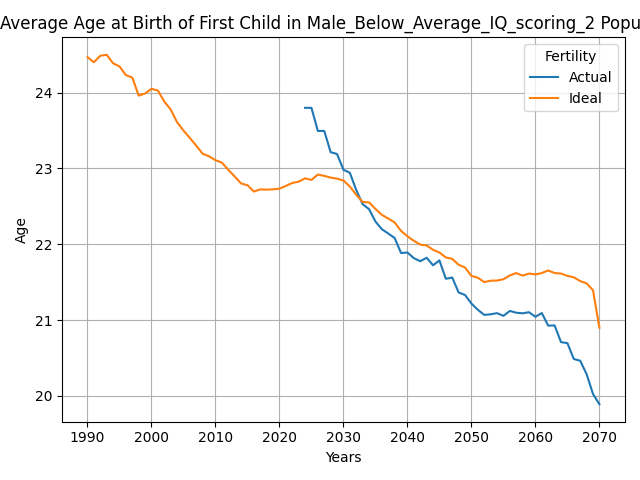 Average Age at Birth of First Child in Male_Below_Average_IQ_scoring_2 Popu
Fertility
Actual
Ideal
Age
24
23
22
21
20
1990 2000 2010 2020 2030 2040 2050 2060 2070
Years